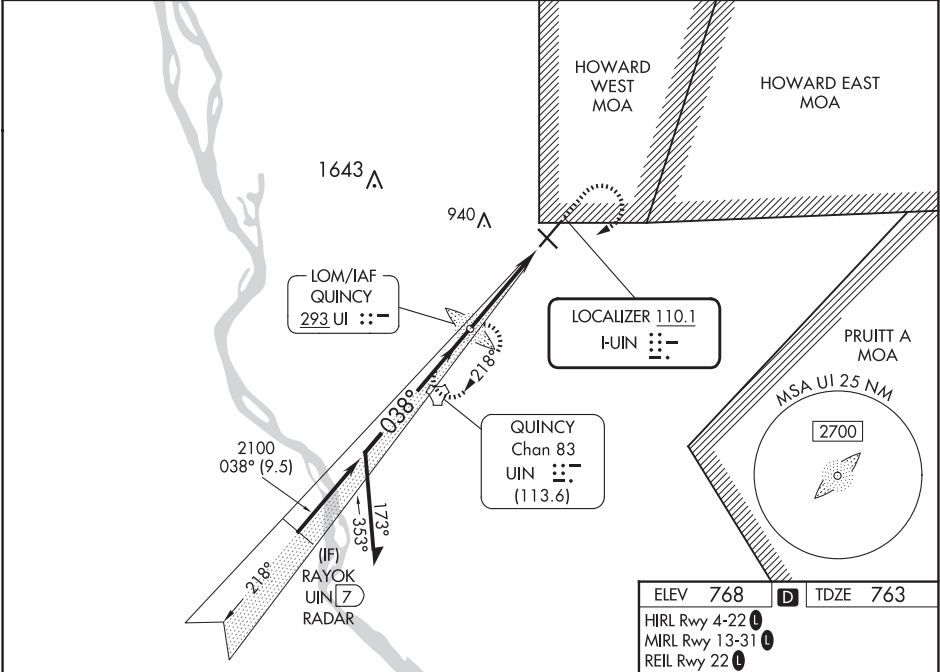 HOWARD
WEST
MOA
HOWARD EAST
MOA
1643
940
LOM/IAF
QUINCY
293 UI
LOCALIZER 110.1
I-UIN
PRUITT A
MOA
MSA UI 25 NM
2700
218°
038°
QUINCY
Chan 83
UIN
(113.6)
2100
038° (9.5)
173°
353°
218°
(IF)
RAYOK
UIN 7
RADAR
ELEV 768 D TDZE 763
HIRL Rwy 4-22 L
MIRL Rwy 13-31 L
REIL Rwy 22 L